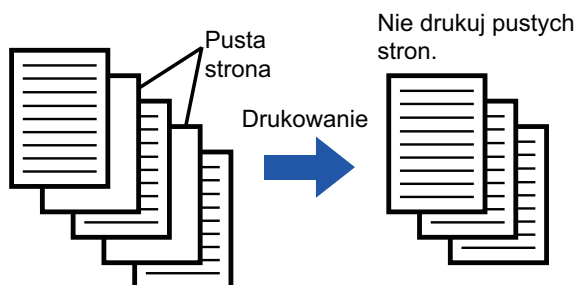 Pusta
strona
Drukowanie
Nie drukuj pustych
stron.